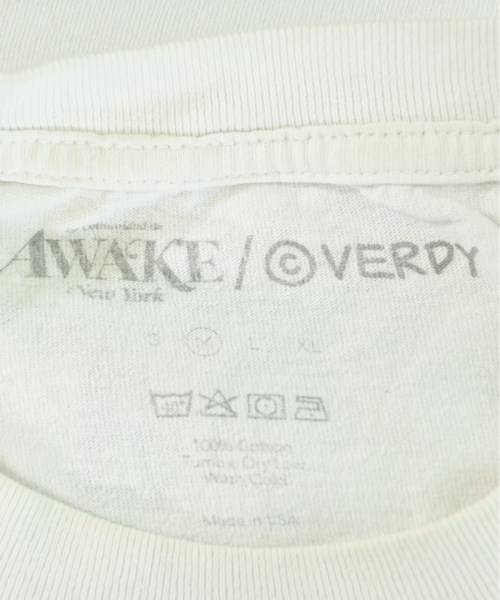 AWAKE / ©VERDY
New York
S M L XL
100% Cotton
Tumble Dry Low
Wash Cold
Made in USA